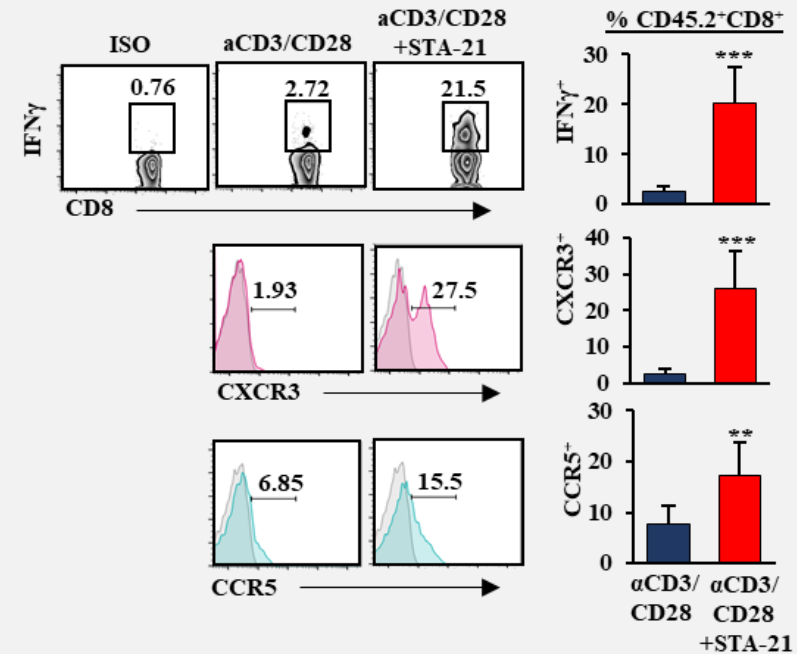 ISO
aCD3/CD28
aCD3/CD28
+STA-21
% CD45.2⁺CD8⁺
IFNγ
0.76
2.72
21.5
CD8
IFNγ⁺
30
20
10
0
***
1.93
27.5
CXCR3
CXCR3⁺
40
30
20
10
0
***
6.85
15.5
CCR5
CCR5⁺
30
20
10
0
**
αCD3/
CD28
αCD3/
CD28
+STA-21